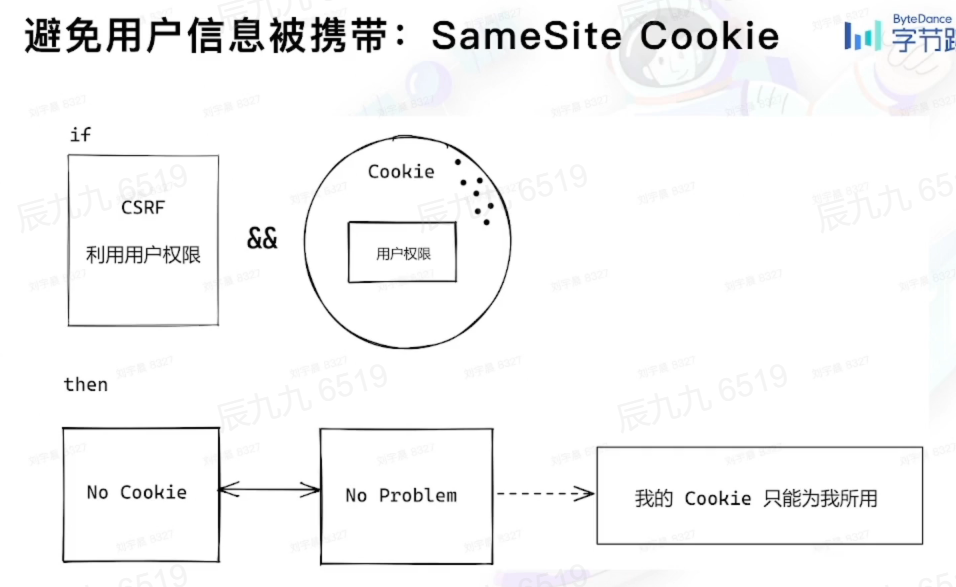 避免用户信息被携带：SameSite Cookie
ByteDance
字节跳
if
CSRF
利用用户权限
&&
Cookie
用户权限
then
No Cookie
No Problem
我的 Cookie 只能为我所用
辰九九 6519
辰九九 6519
辰九九 65
辰九九 6519
辰九九 6519